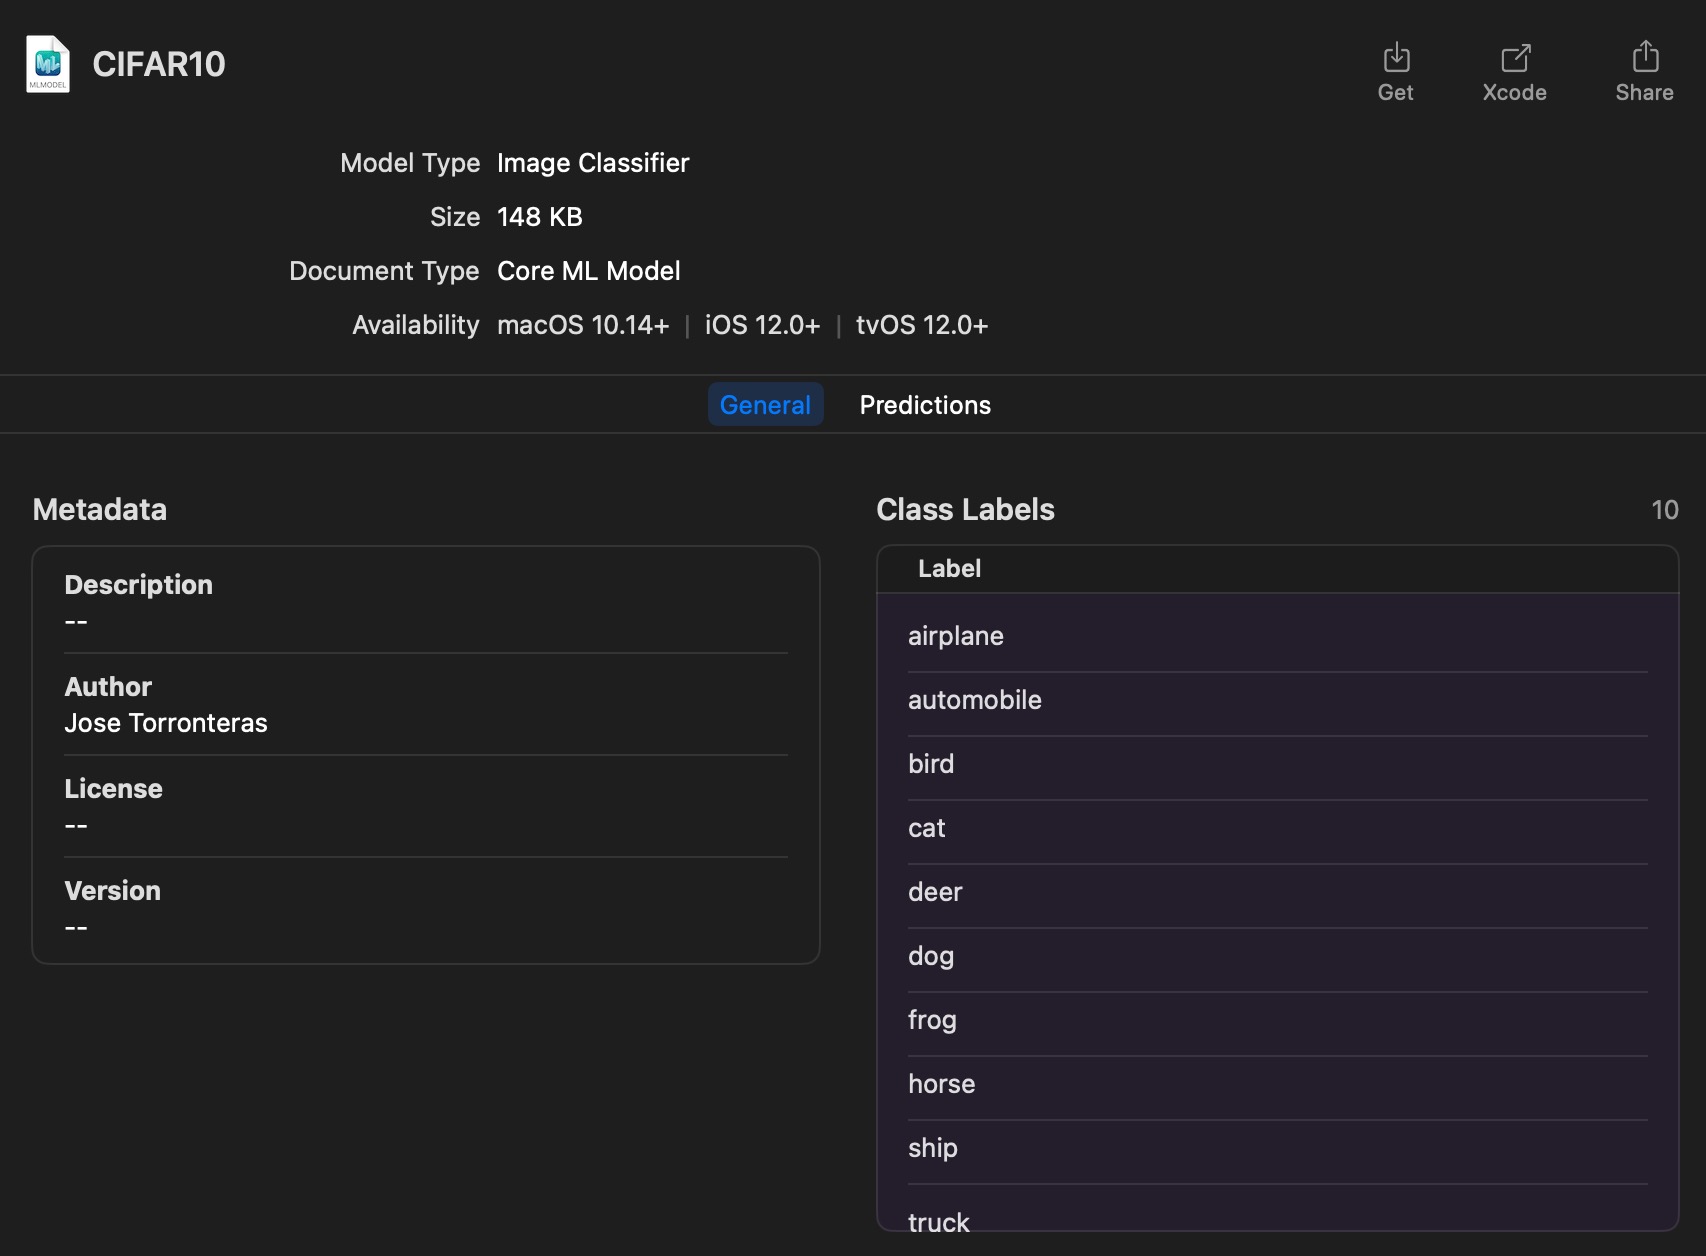 CIFAR10
MLMODEL
Get
Xcode
Share
Model Type Image Classifier
Size 148 KB
Document Type Core ML Model
Availability macOS 10.14+ | iOS 12.0+ | tvOS 12.0+
General Predictions
Metadata
Description
--
Author
Jose Torronteras
License
--
Version
--
Class Labels 10
Label
airplane
automobile
bird
cat
deer
dog
frog
horse
ship
truck